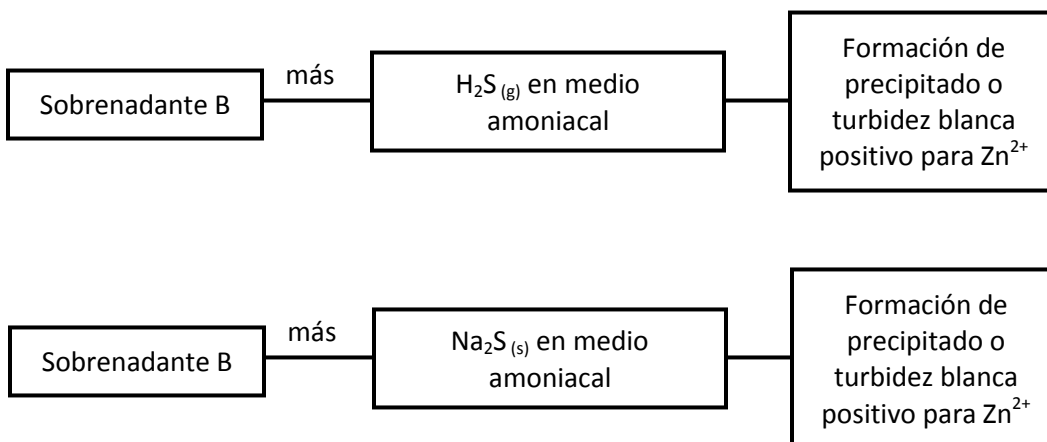 Sobrenadante B
más
H₂S (g) en medio
amoniacal
Formación de
precipitado o
turbidez blanca
positivo para Zn²⁺
Sobrenadante B
más
Na₂S (s) en medio
amoniacal
Formación de
precipitado o
turbidez blanca
positivo para Zn²⁺